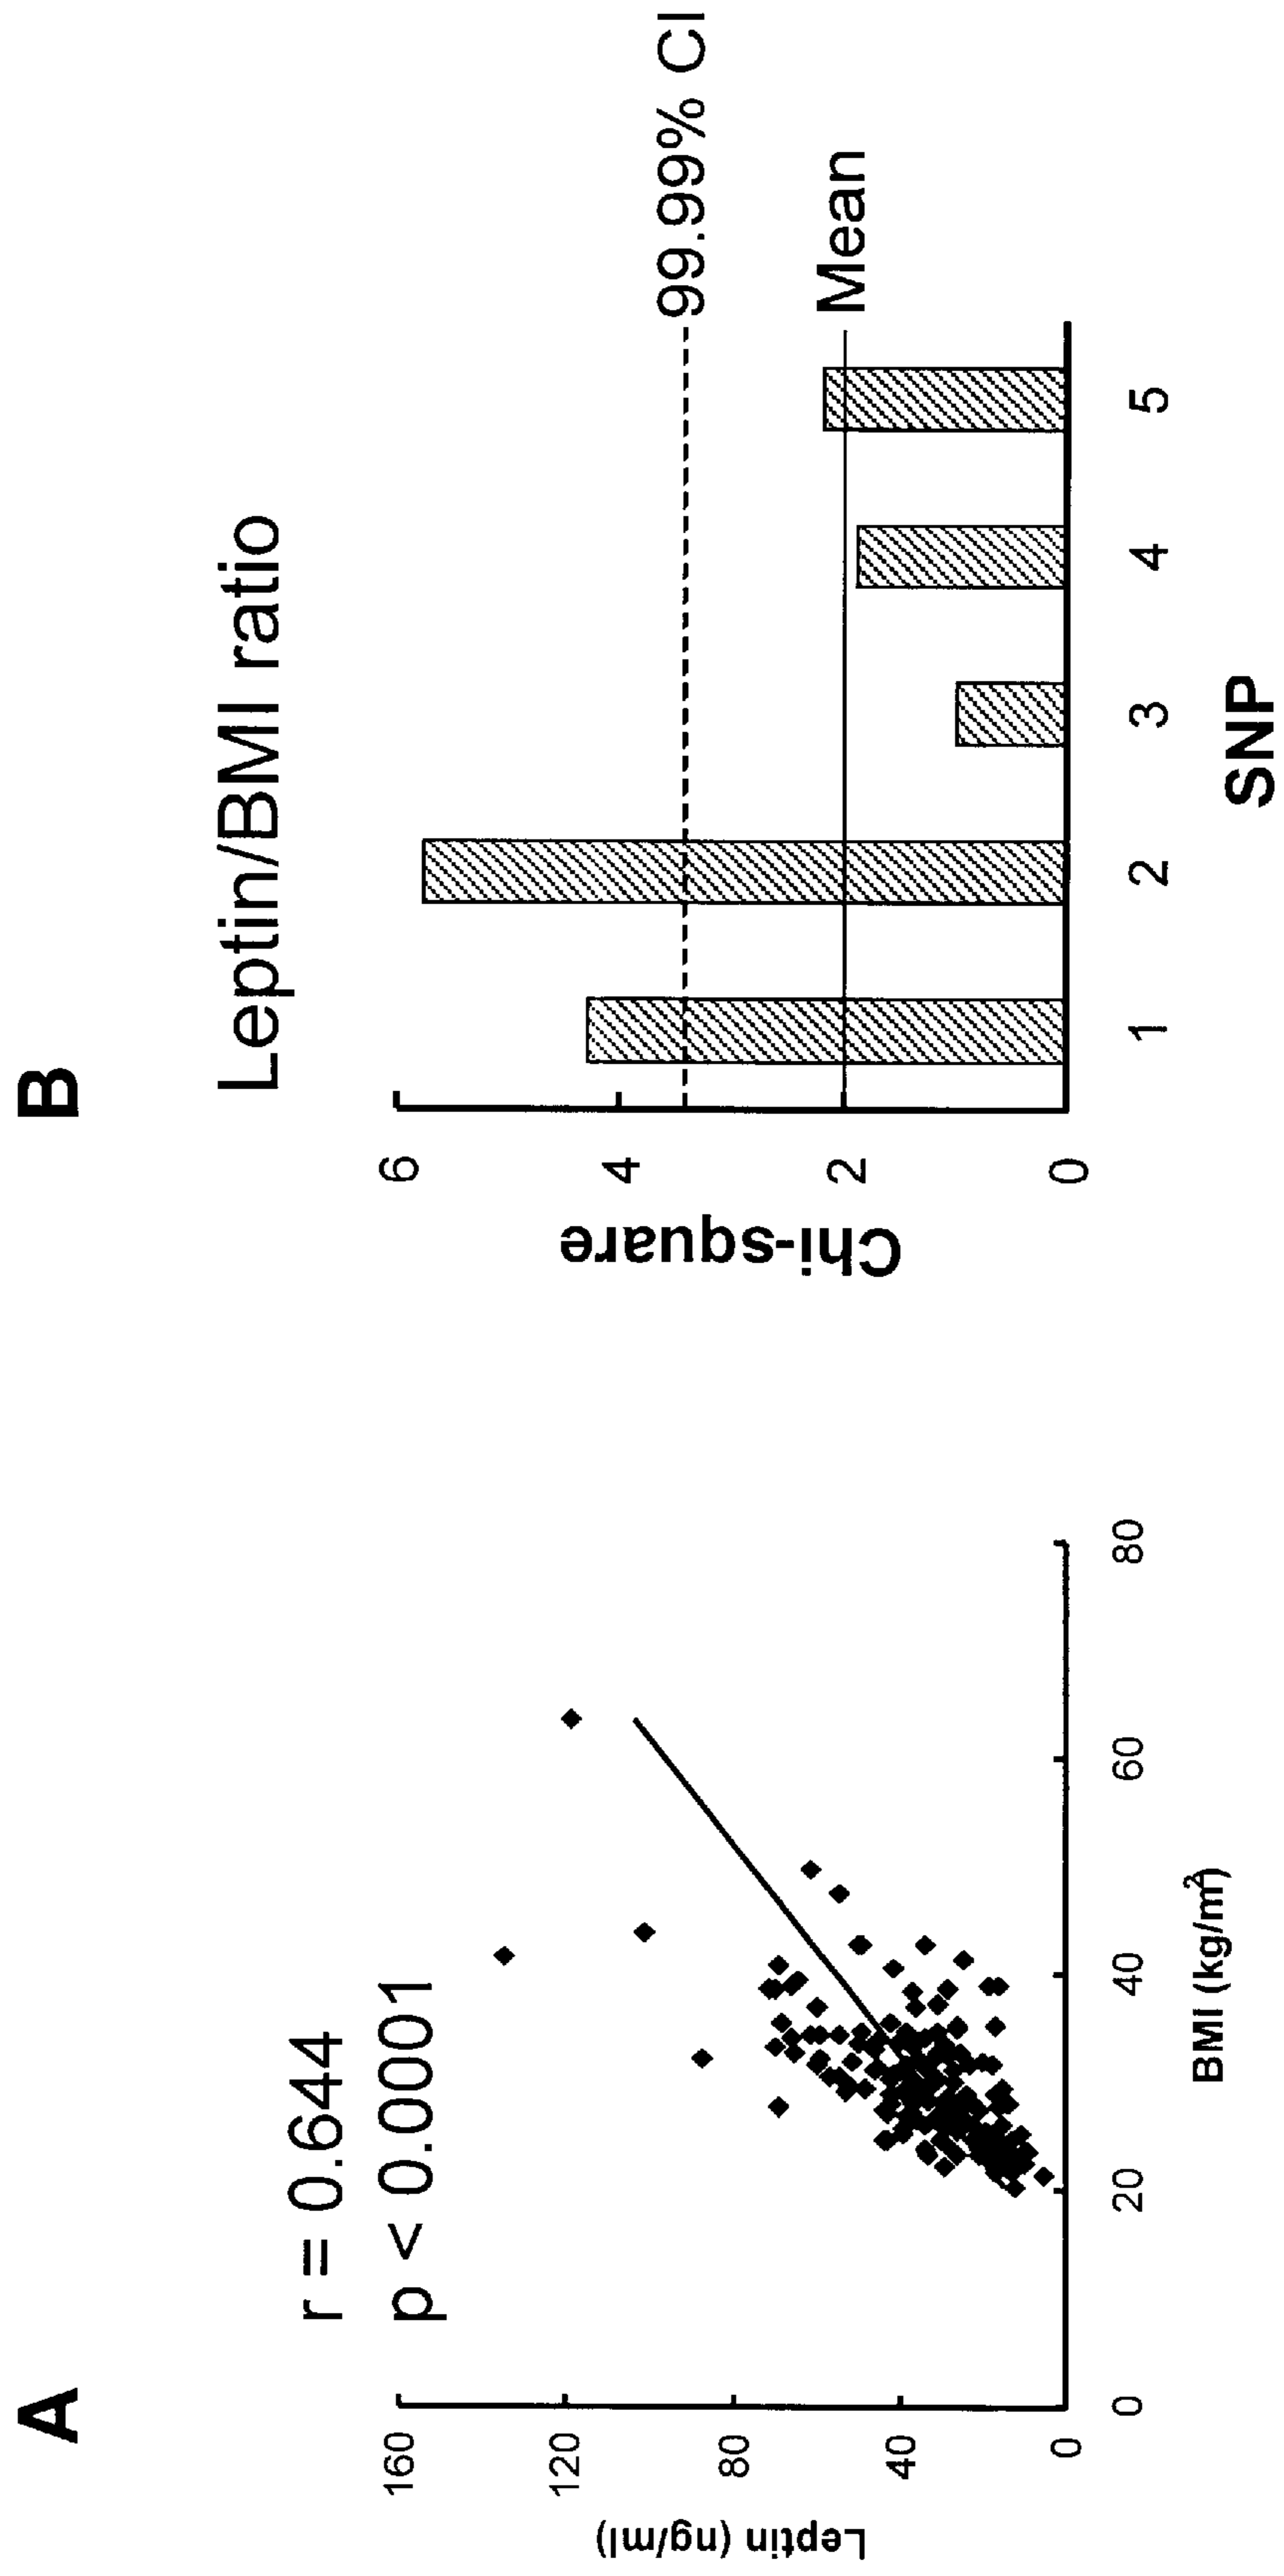 A
r = 0.644
p < 0.0001
Leptin (ng/ml)
160
120
80
40
0
0 20 40 60 80
BMI (kg/m²)
B
Leptin/BMI ratio
Chi-square
6
4
2
0
99.99% CI
Mean
1 2 3 4 5
SNP